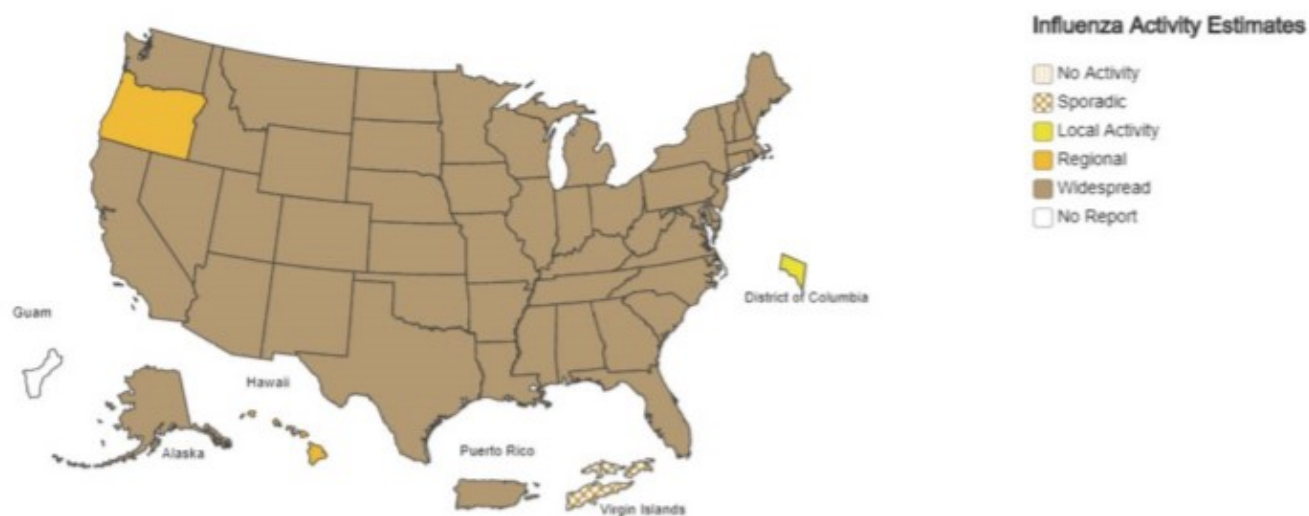 Influenza Activity Estimates
No Activity
Sporadic
Local Activity
Regional
Widespread
No Report
District of Columbia
Guam
Hawaii
Alaska
Puerto Rico
Virgin Islands